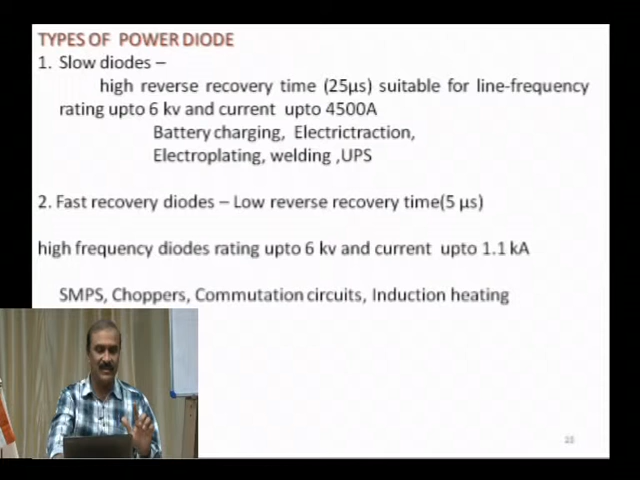 TYPES OF POWER DIODE
1. Slow diodes –
high reverse recovery time (25µs) suitable for line-frequency
rating upto 6 kv and current upto 4500A
Battery charging, Electrictraction,
Electroplating, welding ,UPS
2. Fast recovery diodes – Low reverse recovery time(5 µs)
high frequency diodes rating upto 6 kv and current upto 1.1 kA
SMPS, Choppers, Commutation circuits, Induction heating